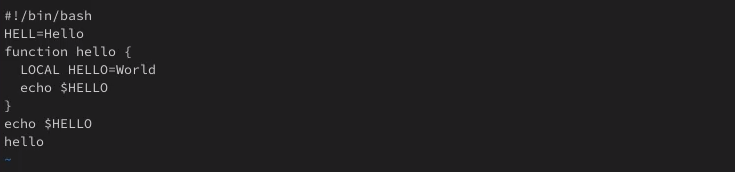 #!/bin/bash
HELL=Hello
function hello {
  LOCAL HELLO=World
  echo $HELLO
}
echo $HELLO
hello
~